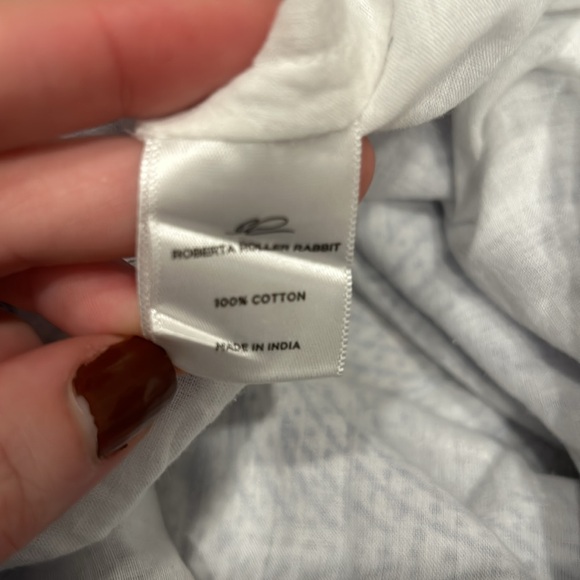 ROBERTA ROLLER RABBIT
100% COTTON
MADE IN INDIA